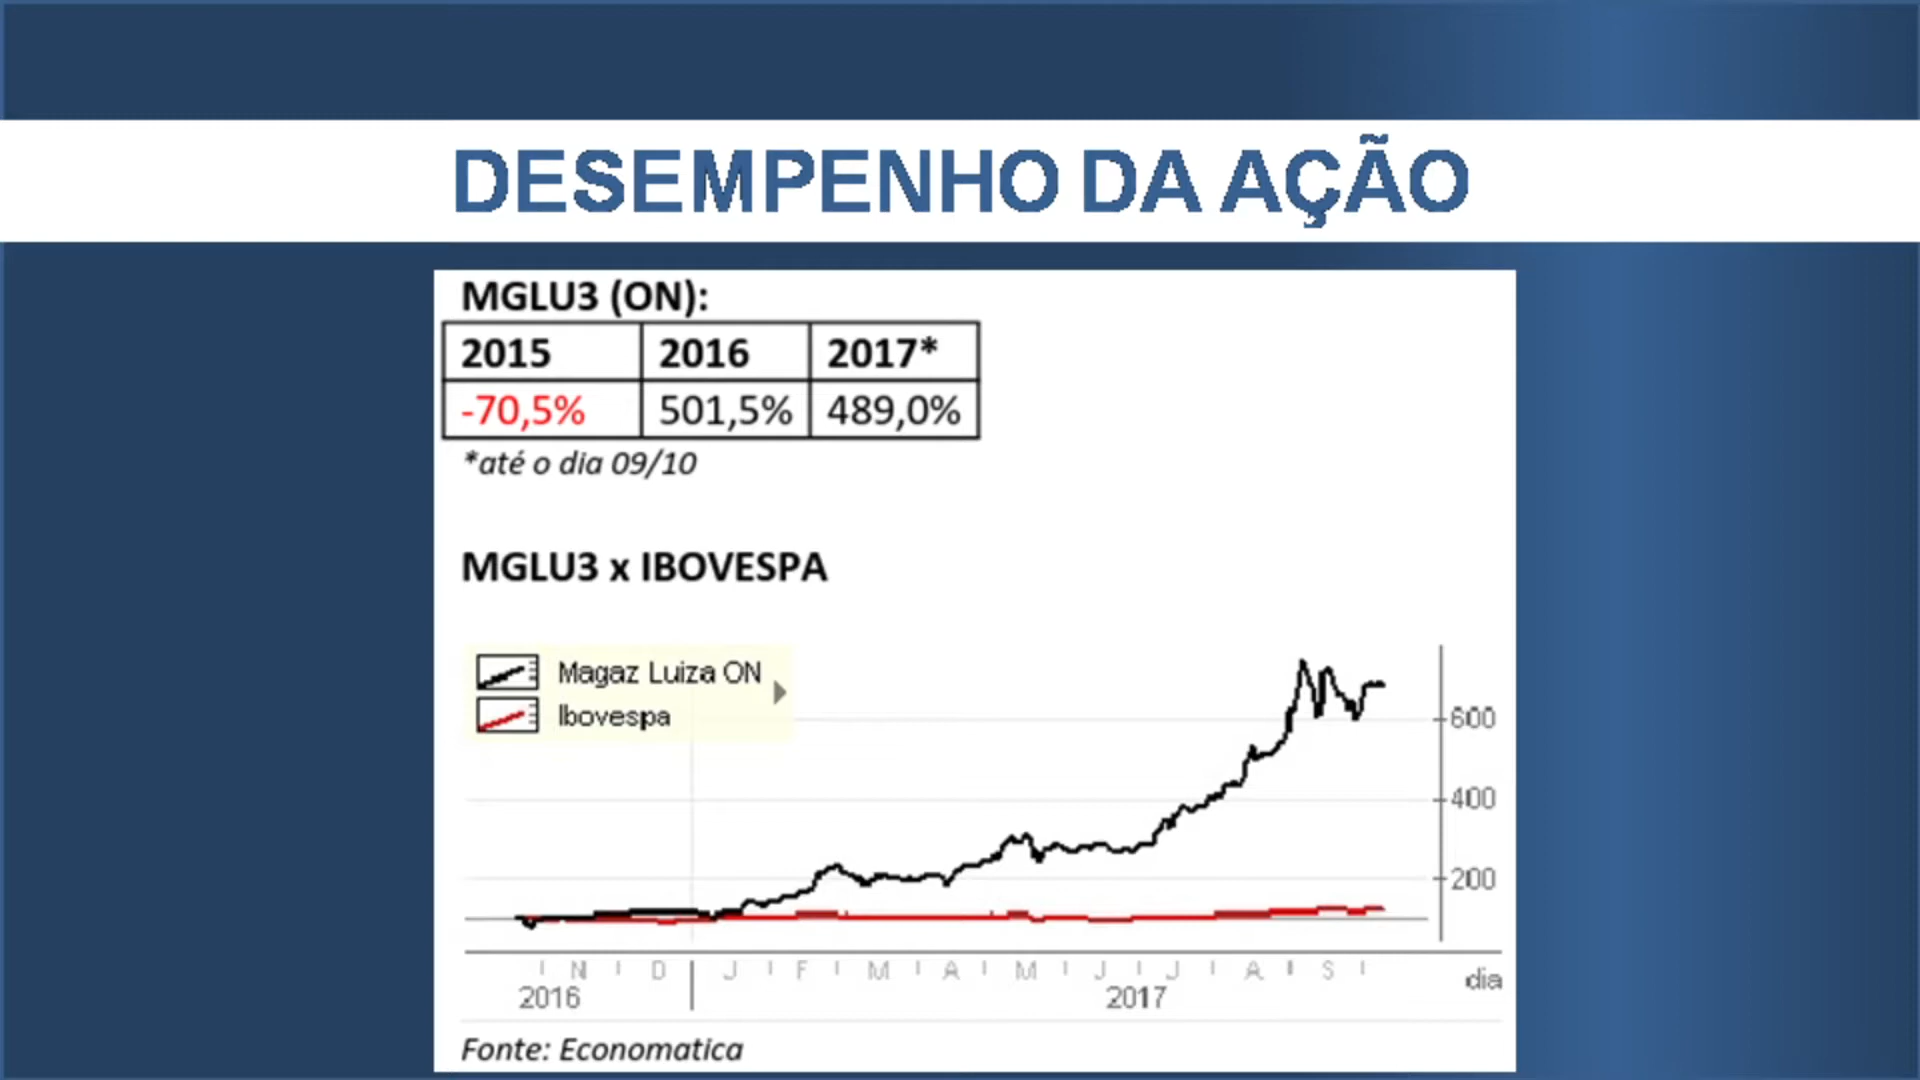 DESEMPENHO DA AÇÃO
MGLU3 (ON):
2015 2016 2017*
-70,5% 501,5% 489,0%
*até o dia 09/10
MGLU3 x IBOVESPA
Magaz Luiza ON
Ibovespa
600
400
200
N D J F M A M J J A S dia
2016 2017
Fonte: Economatica